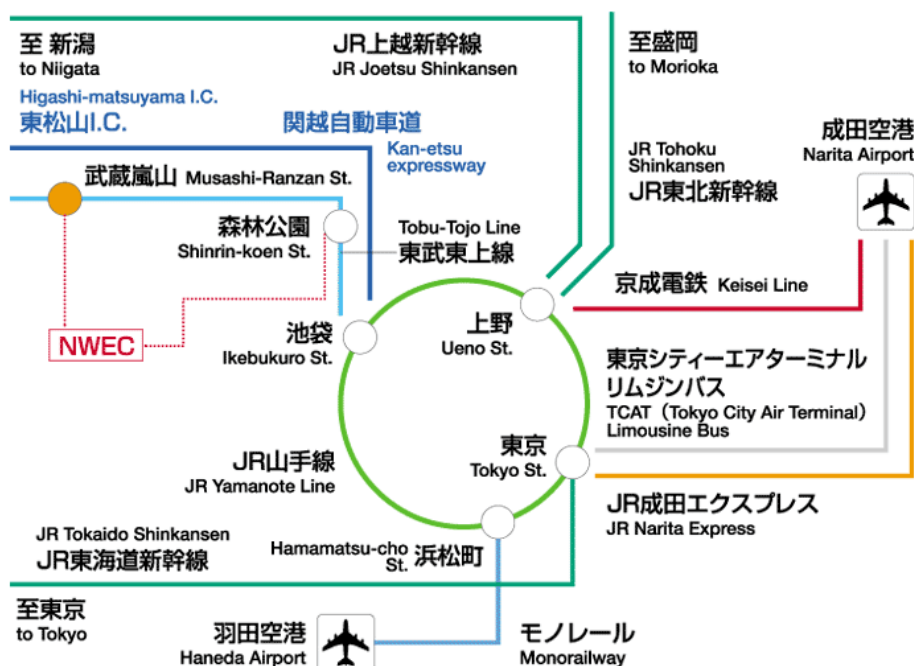 至 新潟
to Niigata
JR上越新幹線
JR Joetsu Shinkansen
至盛岡
to Morioka
Higashi-matsuyama I.C.
東松山I.C.
関越自動車道
Kan-etsu
expressway
成田空港
Narita Airport
JR Tohoku
Shinkansen
JR東北新幹線
武蔵嵐山 Musashi-Ranzan St.
森林公園
Shinrin-koen St.
Tobu-Tojo Line
東武東上線
京成電鉄 Keisei Line
NWEC
池袋
Ikebukuro St.
上野
Ueno St.
東京シティーエアターミナル
リムジンバス
TCAT（Tokyo City Air Terminal）
Limousine Bus
東京
Tokyo St.
JR山手線
JR Yamanote Line
JR成田エクスプレス
JR Narita Express
JR Tokaido Shinkansen
JR東海道新幹線
Hamamatsu-cho
St. 浜松町
至東京
to Tokyo
羽田空港
Haneda Airport
モノレール
Monorailway